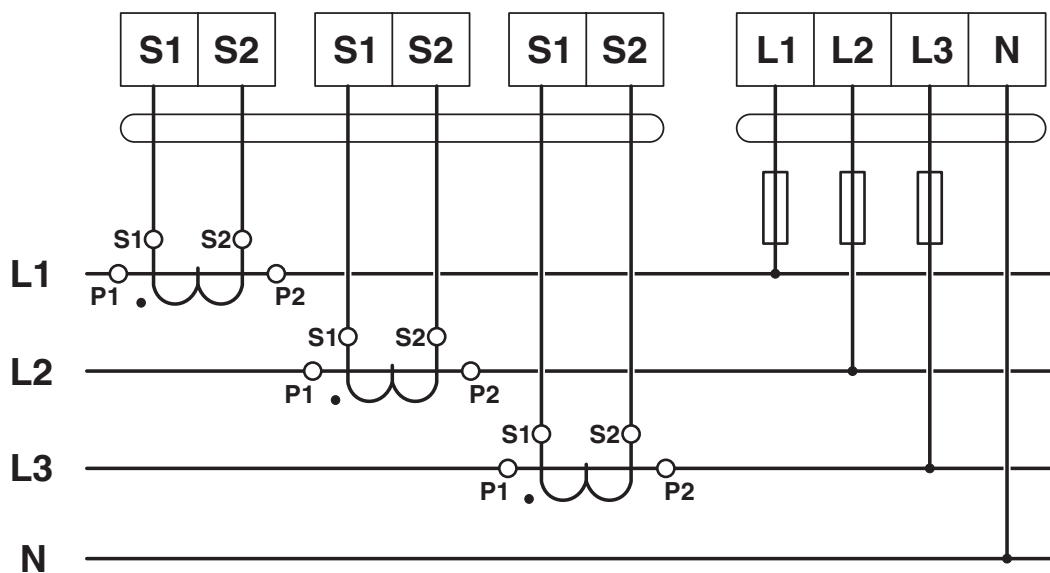 S1 S2 S1 S2 S1 S2 L1 L2 L3 N
S1 S2
L1
P1 P2
S1 S2
L2
P1 P2
S1 S2
L3
P1 P2
N